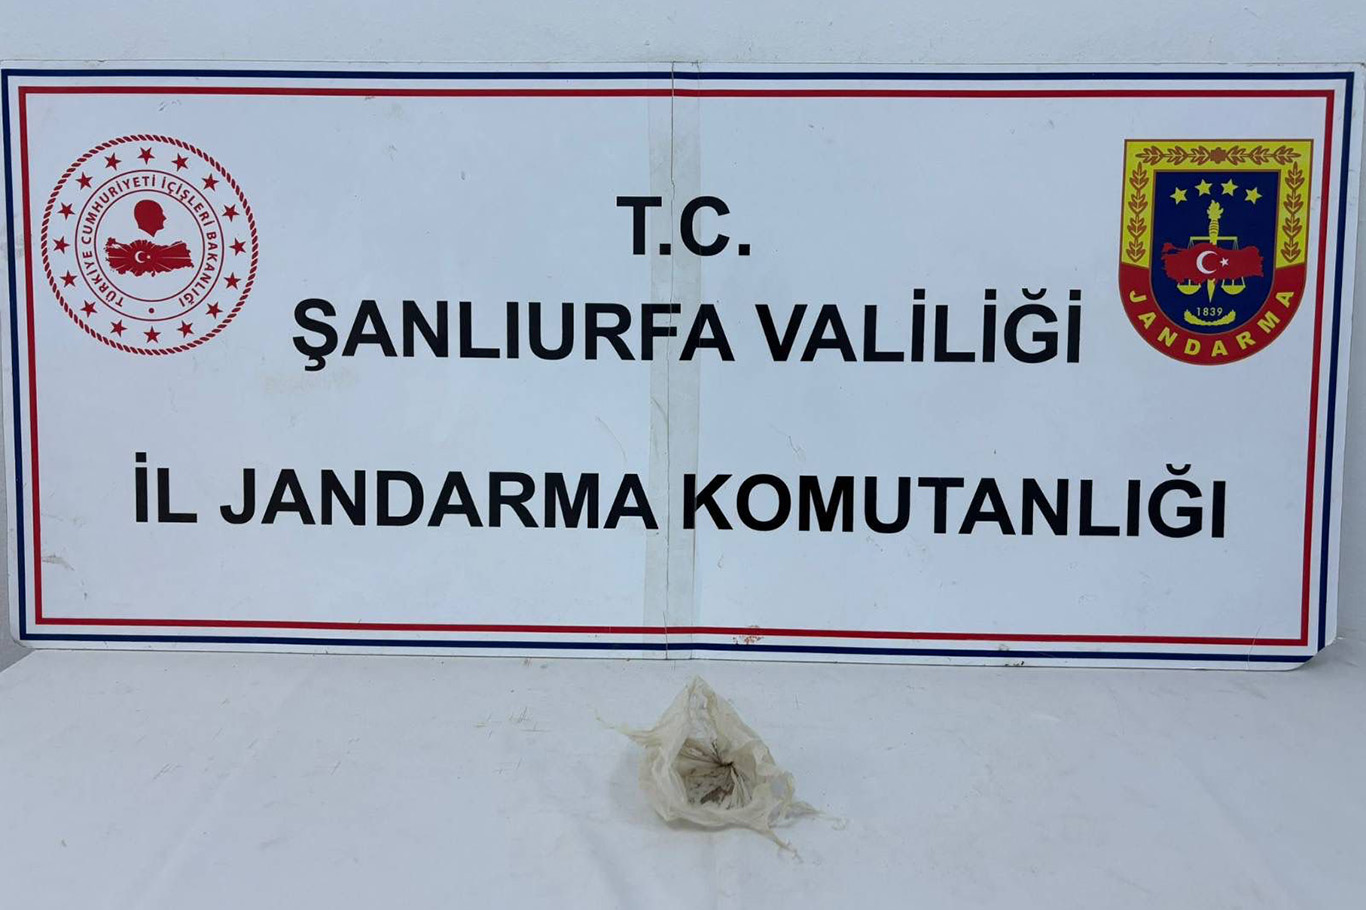 TÜRKİYE CUMHURİYETİ İÇİŞLERİ BAKANLIĞI
T.C.
ŞANLIURFA VALİLİĞİ
İL JANDARMA KOMUTANLIĞI
1839
JANDARMA